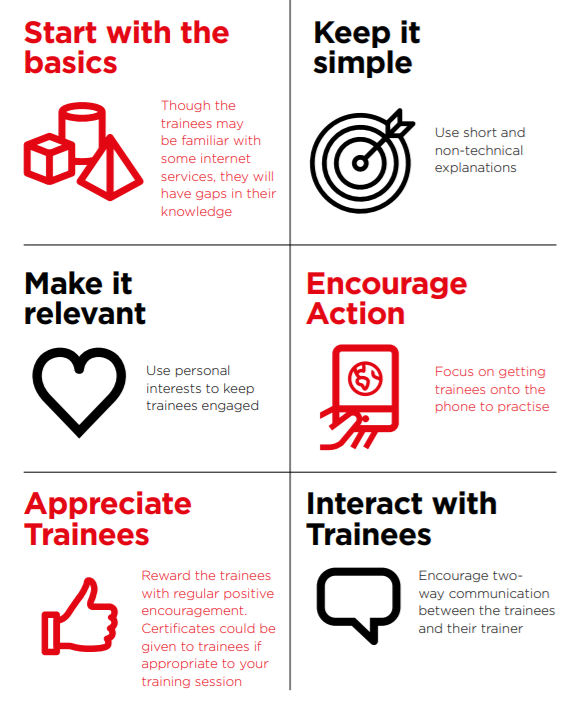 Start with the
basics
Though the
trainees may
be familiar with
some internet
services, they will
have gaps in their
knowledge
Keep it
simple
Use short and
non-technical
explanations
Make it
relevant
Use personal
interests to keep
trainees engaged
Encourage
Action
Focus on getting
trainees onto the
phone to practise
Appreciate
Trainees
Reward the trainees
with regular positive
encouragement.
Certificates could be
given to trainees if
appropriate to your
training session
Interact with
Trainees
Encourage two-
way communication
between the trainees
and their trainer